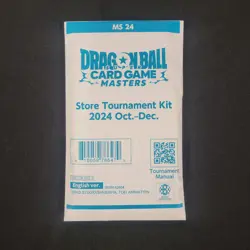 MS 24
DRAGON BALL
CARD GAME
MASTERS
Store Tournament Kit
2024 Oct.-Dec.
Tournament
Manual
English ver.